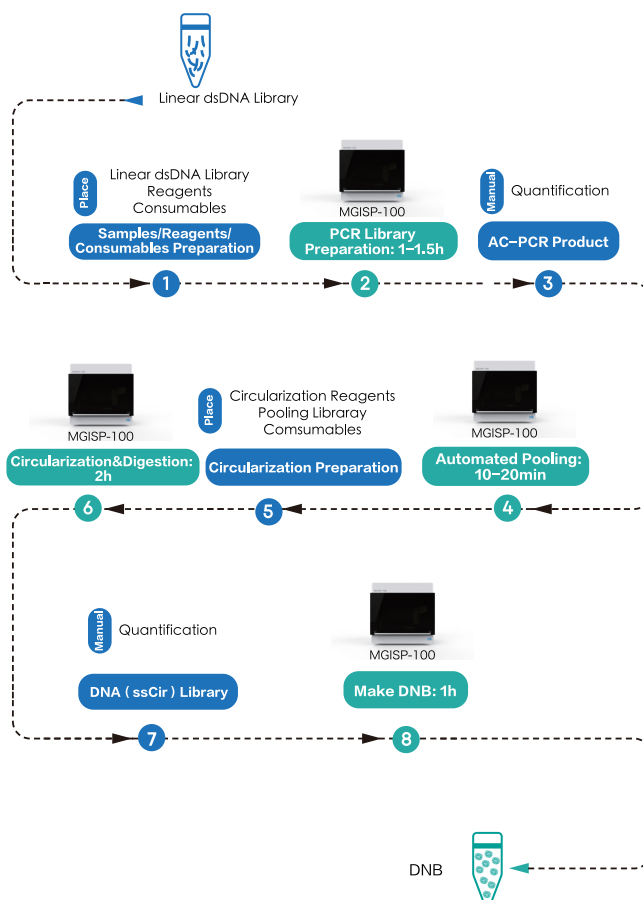 Linear dsDNA Library
Place
Linear dsDNA Library
Reagents
Consumables
Samples/Reagents/
Consumables Preparation
1
MGISP-100
PCR Library
Preparation: 1-1.5h
2
Manual
Quantification
AC-PCR Product
3
MGISP-100
Automated Pooling:
10-20min
4
Place
Circularization Reagents
Pooling Libraray
Comsumables
Circularization Preparation
5
MGISP-100
Circularization&Digestion:
2h
6
Manual
Quantification
DNA ( ssCir ) Library
7
MGISP-100
Make DNB: 1h
8
DNB